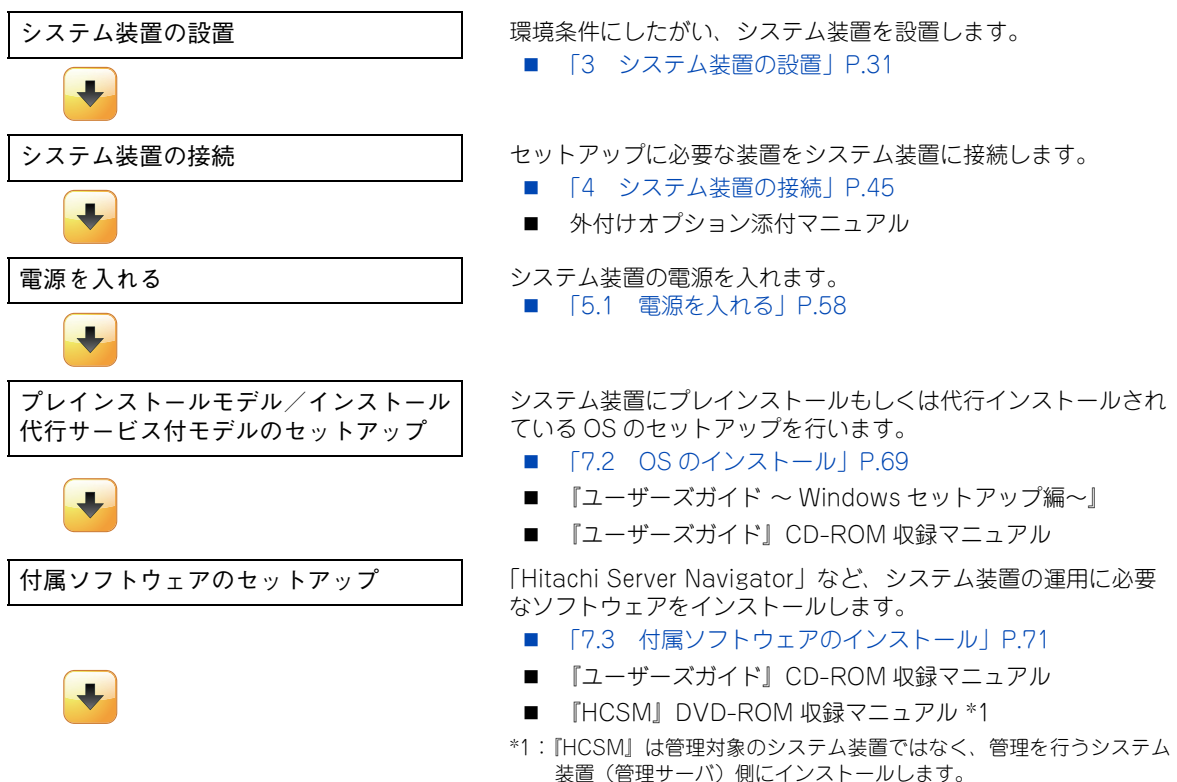 システム装置の設置
環境条件にしたがい、システム装置を設置します。
■ 「3 システム装置の設置」P.31
システム装置の接続
セットアップに必要な装置をシステム装置に接続します。
■ 「4 システム装置の接続」P.45
■ 外付けオプション添付マニュアル
電源を入れる
システム装置の電源を入れます。
■ 「5.1 電源を入れる」P.58
プレインストールモデル／インストール
代行サービス付モデルのセットアップ
システム装置にプレインストールもしくは代行インストールされ
ている OS のセットアップを行います。
■ 「7.2 OS のインストール」P.69
■ 『ユーザーズガイド ～ Windows セットアップ編～』
■ 『ユーザーズガイド』CD-ROM 収録マニュアル
付属ソフトウェアのセットアップ
「Hitachi Server Navigator」など、システム装置の運用に必要
なソフトウェアをインストールします。
■ 「7.3 付属ソフトウェアのインストール」P.71
■ 『ユーザーズガイド』CD-ROM 収録マニュアル
■ 『HCSM』DVD-ROM 収録マニュアル *1
*1：『HCSM』は管理対象のシステム装置ではなく、管理を行うシステム
装置（管理サーバ）側にインストールします。